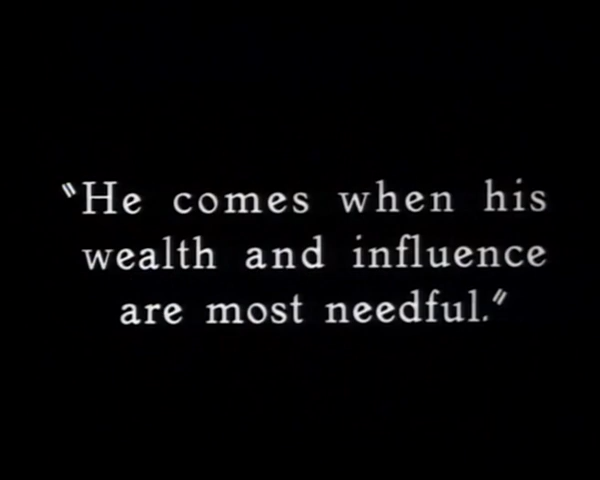 "He comes when his
wealth and influence
are most needful."